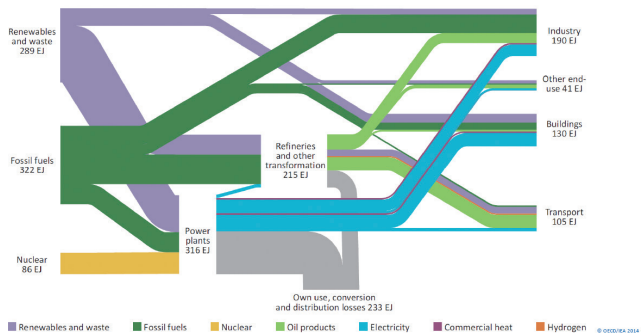 Renewables
and waste
289 EJ
Fossil fuels
322 EJ
Nuclear
86 EJ
Power
plants
316 EJ
Refineries
and other
transformation
215 EJ
Own use, conversion
and distribution losses 233 EJ
Industry
190 EJ
Other end-
use 41 EJ
Buildings
130 EJ
Transport
105 EJ
Renewables and waste
Fossil fuels
Nuclear
Oil products
Electricity
Commercial heat
Hydrogen
© OECD/IEA 2014